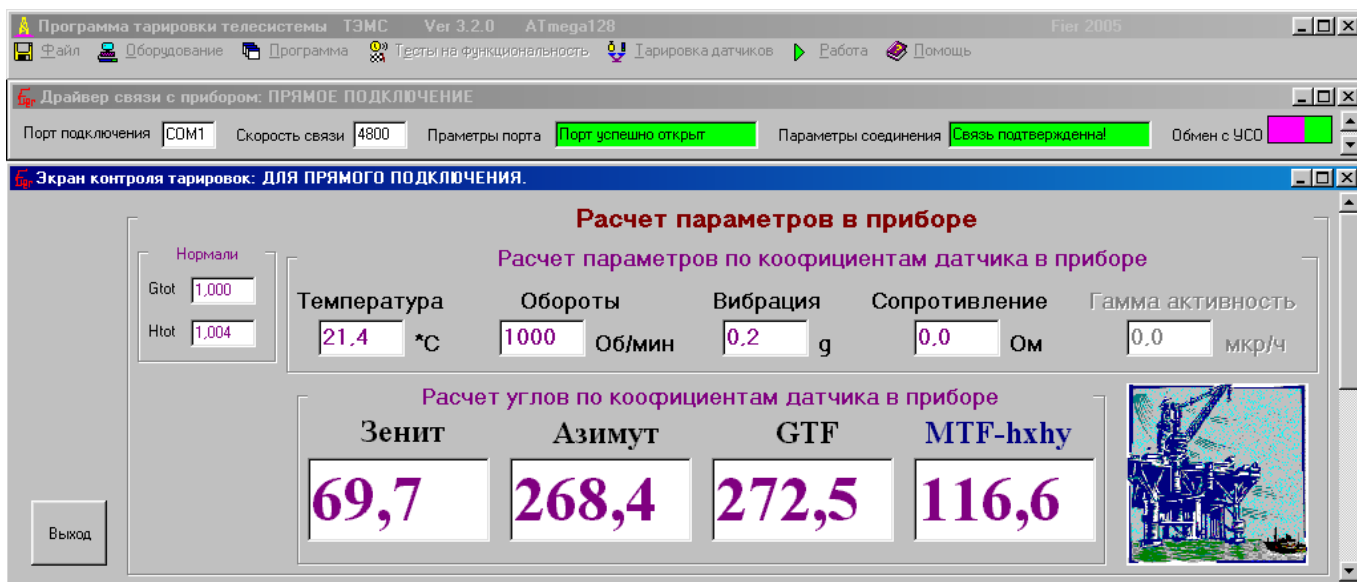 Программа тарировки телесистемы ТЭМС Ver 3.2.0 ATmega128 Fier 2005
Файл Оборудование Программа Тесты на функциональность Тарировка датчиков Работа Помощь
Драйвер связи с прибором: ПРЯМОЕ ПОДКЛЮЧЕНИЕ
Порт подключения COM1 Скорость связи 4800 Праметры порта Порт успешно открыт Параметры соединения Связь подтвержденна! Обмен с УСО
Экран контроля тарировок: ДЛЯ ПРЯМОГО ПОДКЛЮЧЕНИЯ.
Расчет параметров в приборе
Нормали
Gtot 1,000
Htot 1,004
Расчет параметров по коофициентам датчика в приборе
Температура Обороты Вибрация Сопротивление Гамма активность
21,4 *C 1000 Об/мин 0,2 g 0,0 Ом 0,0 мкр/ч
Расчет углов по коофициентам датчика в приборе
Зенит Азимут GTF MTF-hxhy
69,7 268,4 272,5 116,6
Выход